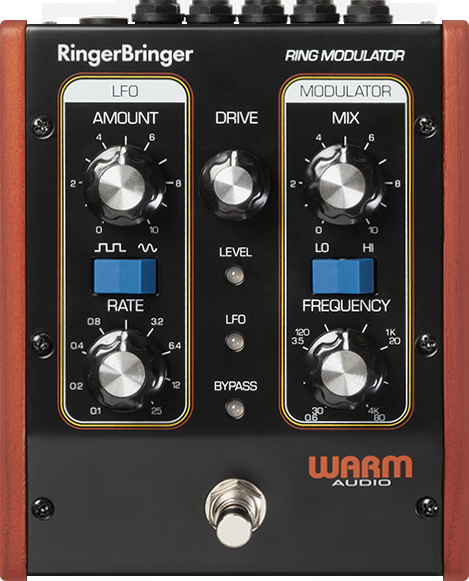 RingerBringer
RING MODULATOR
LFO
AMOUNT
4 6
2 8
0 10
RATE
0.8 3.2
0.4 6.4
0.2 12
0.1 25
DRIVE
LEVEL
LFO
BYPASS
MODULATOR
MIX
4 6
2 8
0 10
LO HI
FREQUENCY
120 1K
3.5 20
30 4K
0.6 80
WARM
AUDIO